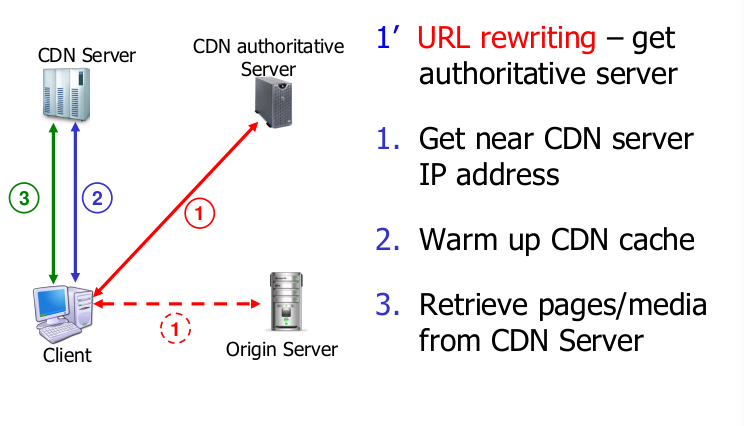 CDN Server
CDN authoritative
Server
3
2
1
1
Client
Origin Server
1’ URL rewriting – get
authoritative server
1. Get near CDN server
IP address
2. Warm up CDN cache
3. Retrieve pages/media
from CDN Server